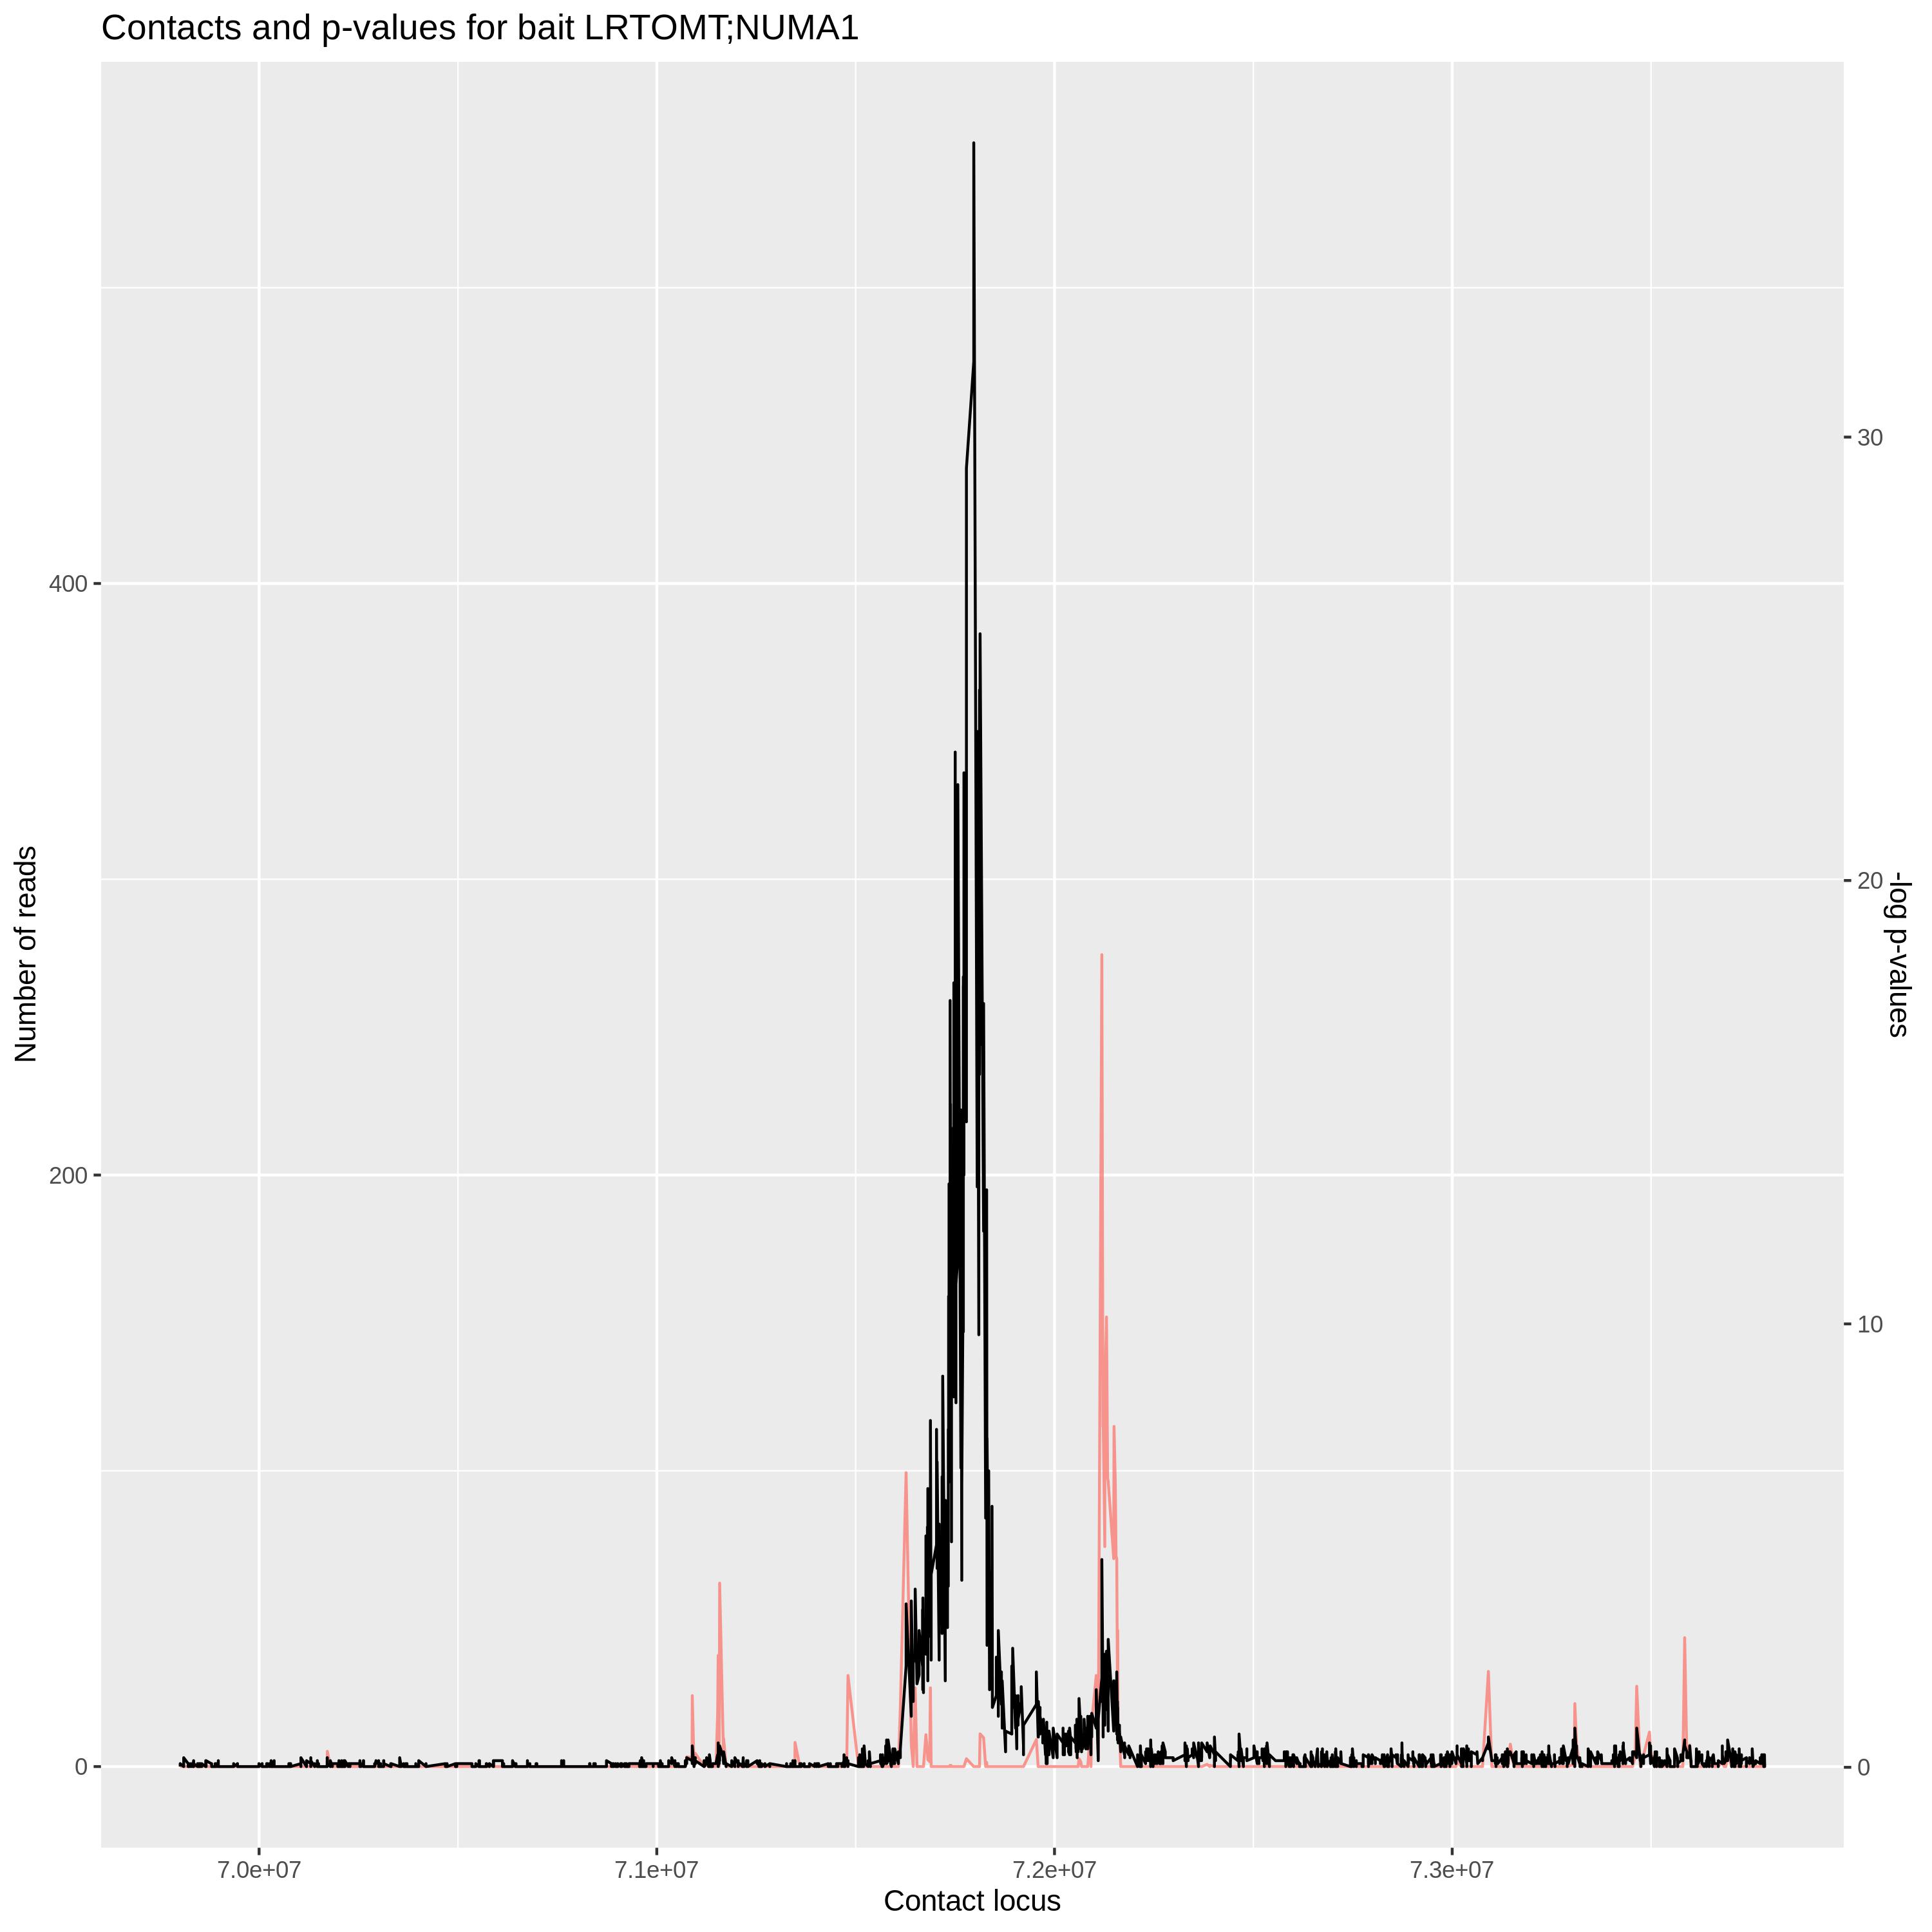 Contacts and p-values for bait LRTOMT;NUMA1
Number of reads
400
200
0
30
20
10
0
-log p-values
7.0e+07
7.1e+07
7.2e+07
7.3e+07
Contact locus